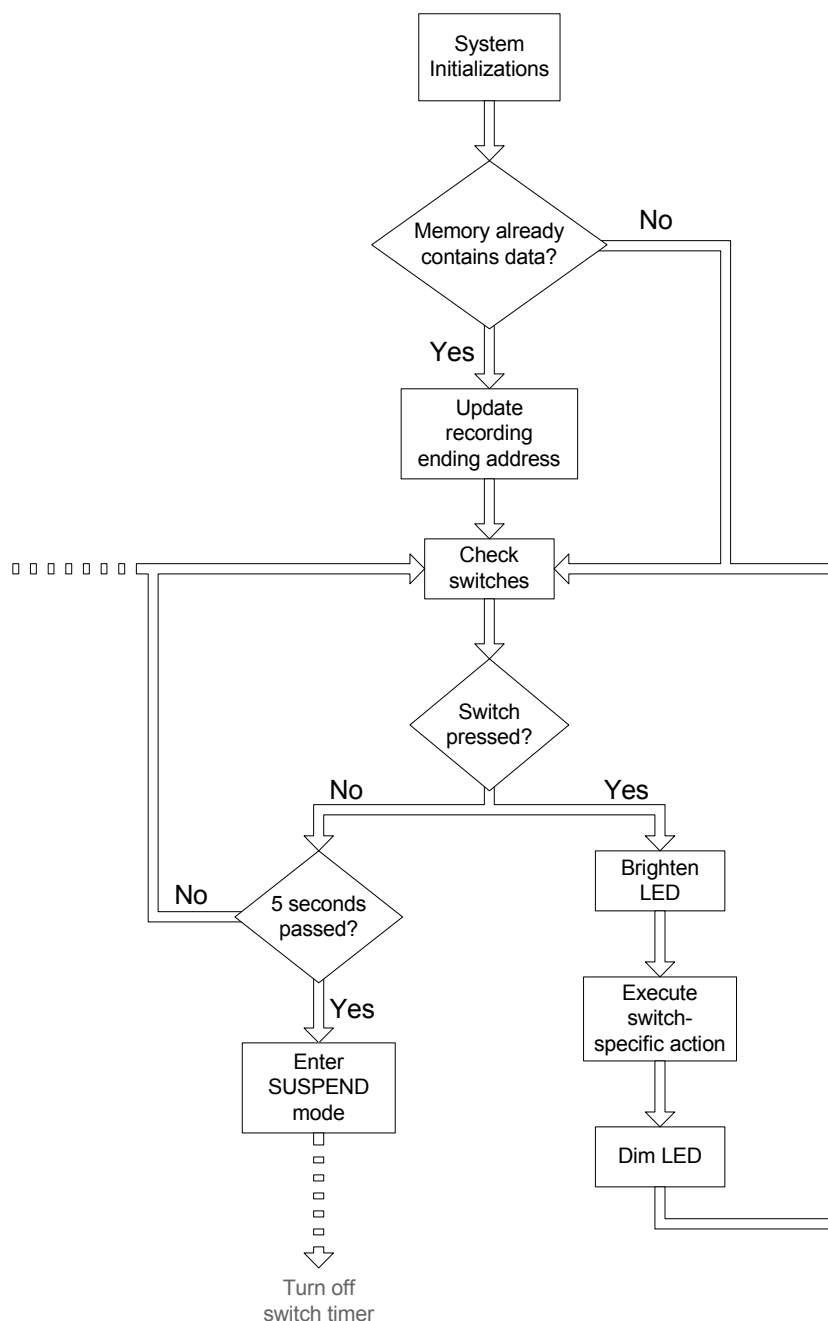 System
Initializations
Memory already
contains data?
No
Yes
Update
recording
ending address
Check
switches
Switch
pressed?
No
Yes
5 seconds
passed?
No
Brighten
LED
Yes
Execute
switch-
specific action
Enter
SUSPEND
mode
Dim LED
Turn off
switch timer